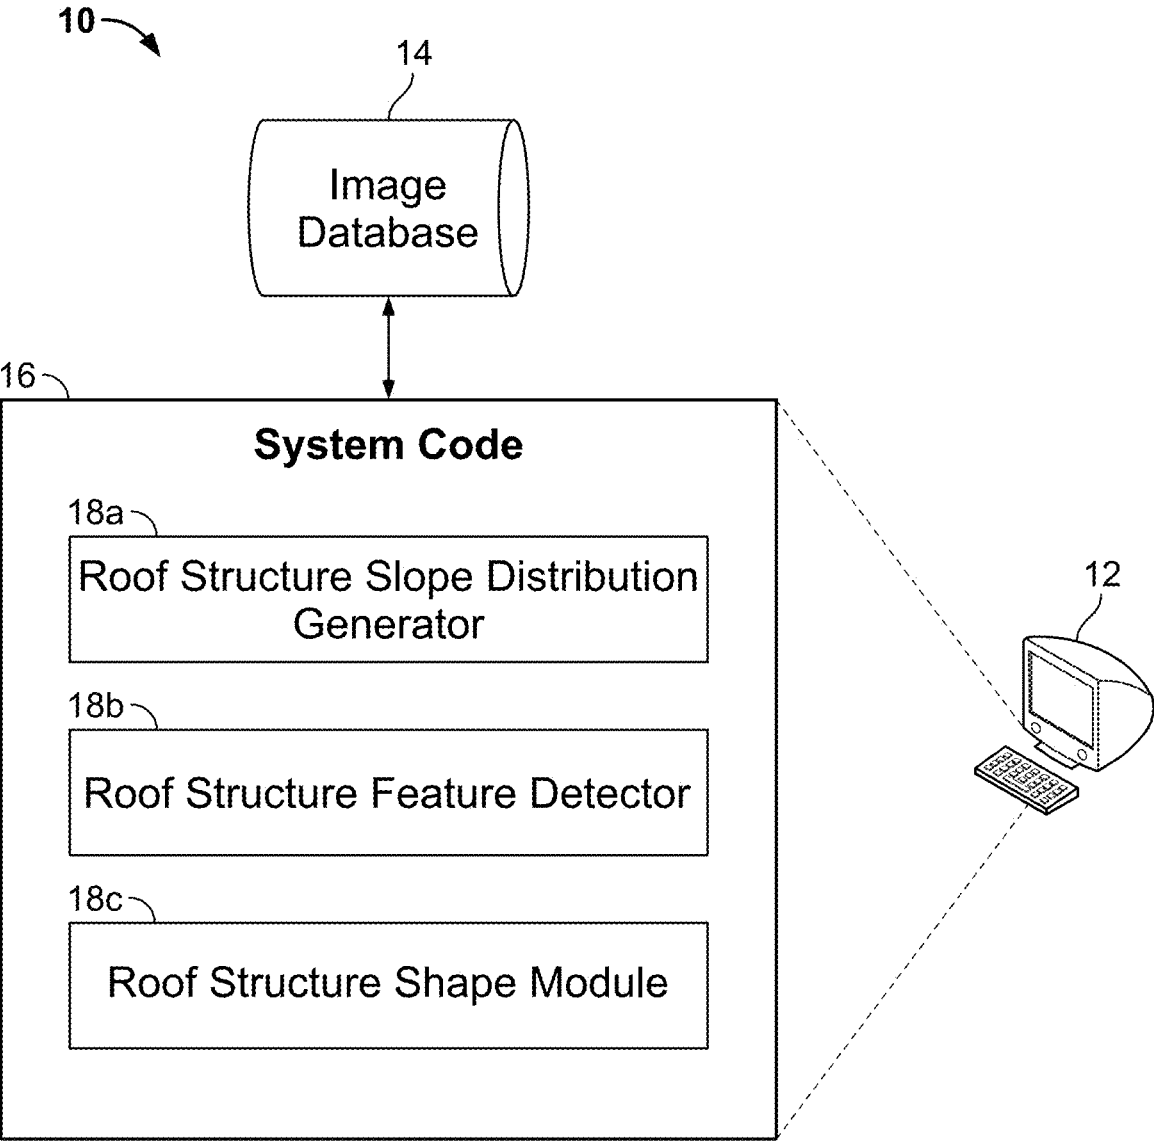 10
14
Image
Database
16
System Code
18a
Roof Structure Slope Distribution
Generator
18b
Roof Structure Feature Detector
18c
Roof Structure Shape Module
12